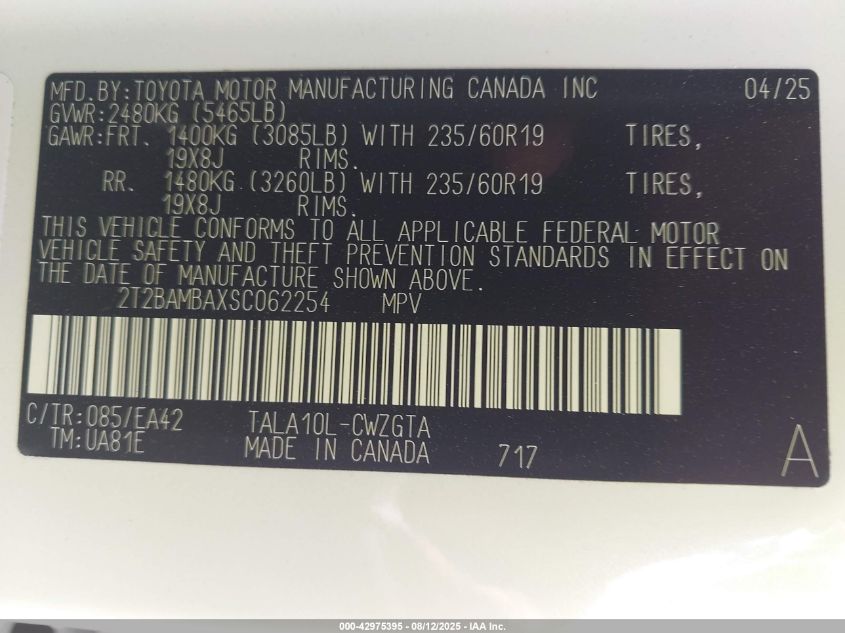 MFD.BY:TOYOTA MOTOR MANUFACTURING CANADA INC 04/25
GVWR:2480KG (5465LB)
GAWR:FRT. 1400KG (3085LB) WITH 235/60R19 TIRES,
19X8J RIMS.
RR. 1480KG (3260LB) WITH 235/60R19 TIRES,
19X8J RIMS.
THIS VEHICLE CONFORMS TO ALL APPLICABLE FEDERAL MOTOR
VEHICLE SAFETY AND THEFT PREVENTION STANDARDS IN EFFECT ON
THE DATE OF MANUFACTURE SHOWN ABOVE.
2T2BAMBAXSC062254 MPV
C/TR:085/EA42 TALA10L-CWZGTA
TM:UA81E MADE IN CANADA 717 A
000-42975395 - 08/12/2025 - IAA Inc.